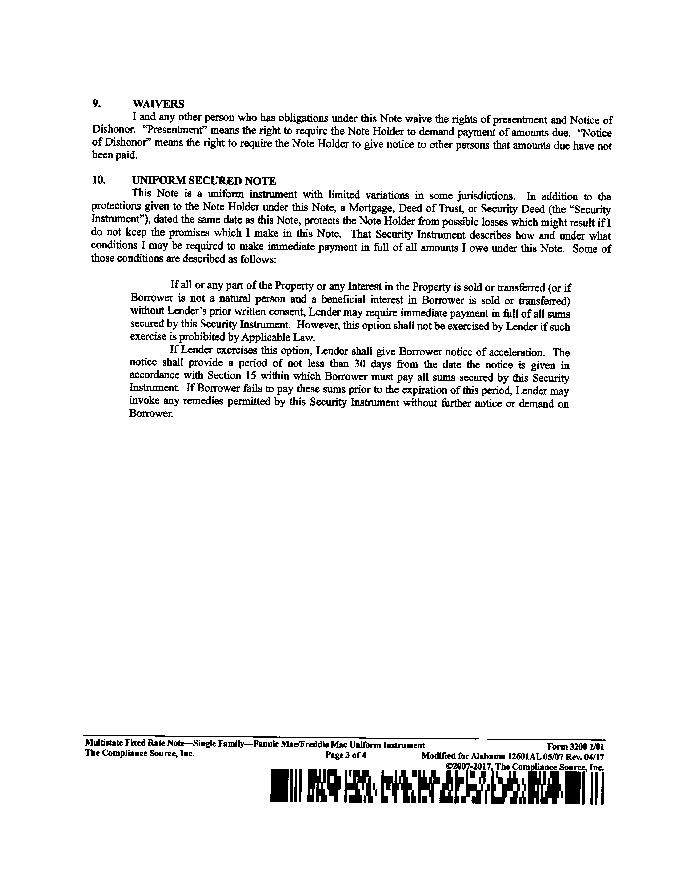 9. WAIVERS
I and any other person who has obligations under this Note waive the rights of presentment and Notice of
Dishonor. "Presentment" means the right to require the Note Holder to demand payment of amounts due. "Notice
of Dishonor" means the right to require the Note Holder to give notice to other persons that amounts due have not
been paid.
10. UNIFORM SECURED NOTE
This Note is a uniform instrument with limited variations in some jurisdictions. In addition to the
protections given to the Note Holder under this Note, a Mortgage, Deed of Trust, or Security Deed (the "Security
Instrument"), dated the same date as this Note, protects the Note Holder from possible losses which might result if I
do not keep the promises which I make in this Note. That Security Instrument describes how and under what
conditions I may be required to make immediate payment in full of all amounts I owe under this Note. Some of
those conditions are described as follows:
If all or any part of the Property or any Interest in the Property is sold or transferred (or if
Borrower is not a natural person and a beneficial interest in Borrower is sold or transferred)
without Lender's prior written consent, Lender may require immediate payment in full of all sums
secured by this Security Instrument. However, this option shall not be exercised by Lender if such
exercise is prohibited by Applicable Law.
If Lender exercises this option, Lender shall give Borrower notice of acceleration. The
notice shall provide a period of not less than 30 days from the date the notice is given in
accordance with Section 15 within which Borrower must pay all sums secured by this Security
Instrument. If Borrower fails to pay these sums prior to the expiration of this period, Lender may
invoke any remedies permitted by this Security Instrument without further notice or demand on
Borrower.
Multistate Fixed Rate Note—Single Family—Fannie Mae/Freddie Mac Uniform Instrument Form 3200 1/01
The Compliance Source, Inc. Page 3 of 4 Modified for Alabama 12601AL 05/07 Rev. 04/17
©2007-2017, The Compliance Source, Inc.